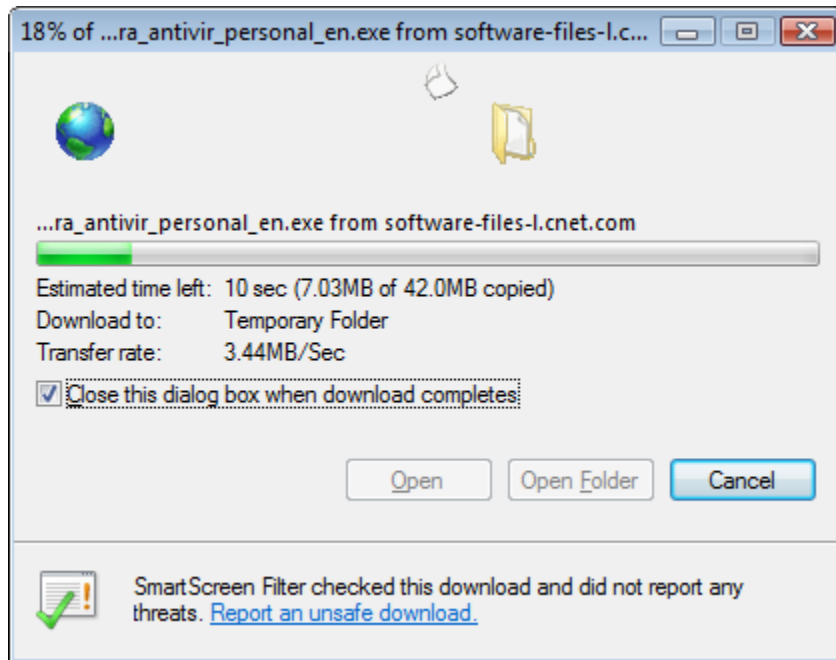 18% of ...ra_antivir_personal_en.exe from software-files-l.c...
...ra_antivir_personal_en.exe from software-files-l.cnet.com
Estimated time left: 10 sec (7.03MB of 42.0MB copied)
Download to: Temporary Folder
Transfer rate: 3.44MB/Sec
Close this dialog box when download completes
Open Open Folder Cancel
SmartScreen Filter checked this download and did not report any
threats. Report an unsafe download.